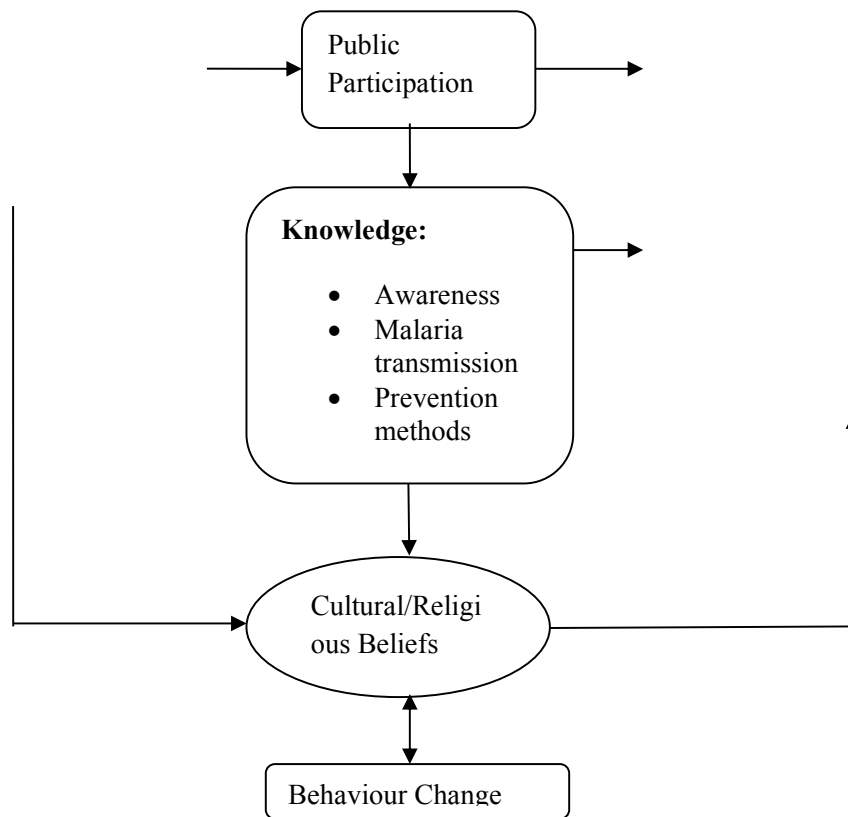 Public
Participation
Knowledge:
• Awareness
• Malaria
transmission
• Prevention
methods
Cultural/Religi
ous Beliefs
Behaviour Change